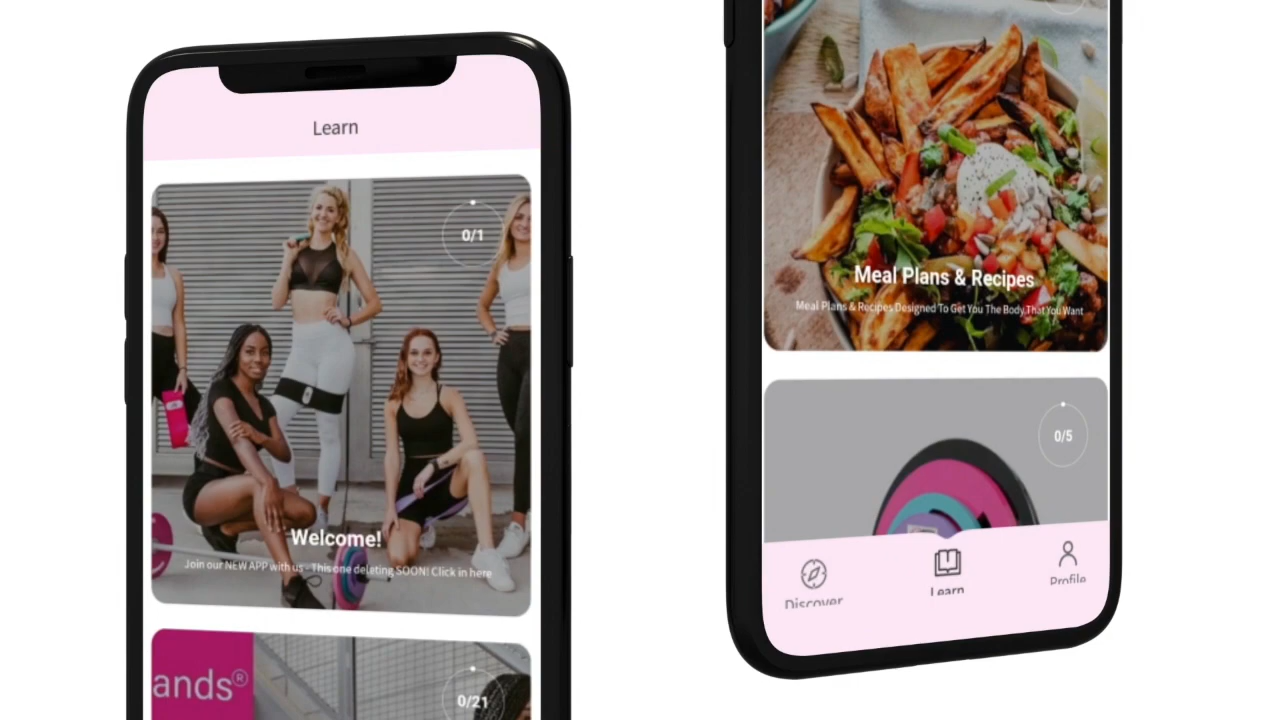 Learn
0/1
Welcome!
Join our NEW APP with us - This one deleting SOON! Click in here
ands®
0/21
Meal Plans & Recipes
Meal Plans & Recipes Designed To Get You The Body That You Want
0/5
Discover
Learn
Profile